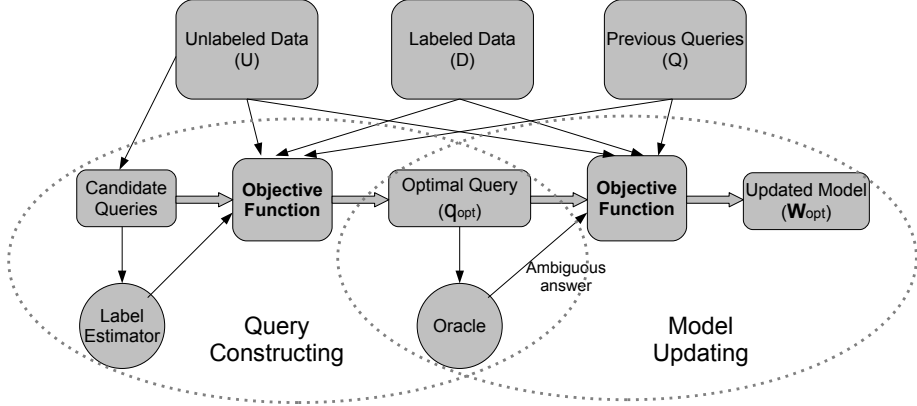 Unlabeled Data
(U)
Labeled Data
(D)
Previous Queries
(Q)
Candidate
Queries
Objective
Function
Optimal Query
(qopt)
Objective
Function
Updated Model
(Wopt)
Ambiguous
answer
Label
Estimator
Query
Constructing
Oracle
Model
Updating